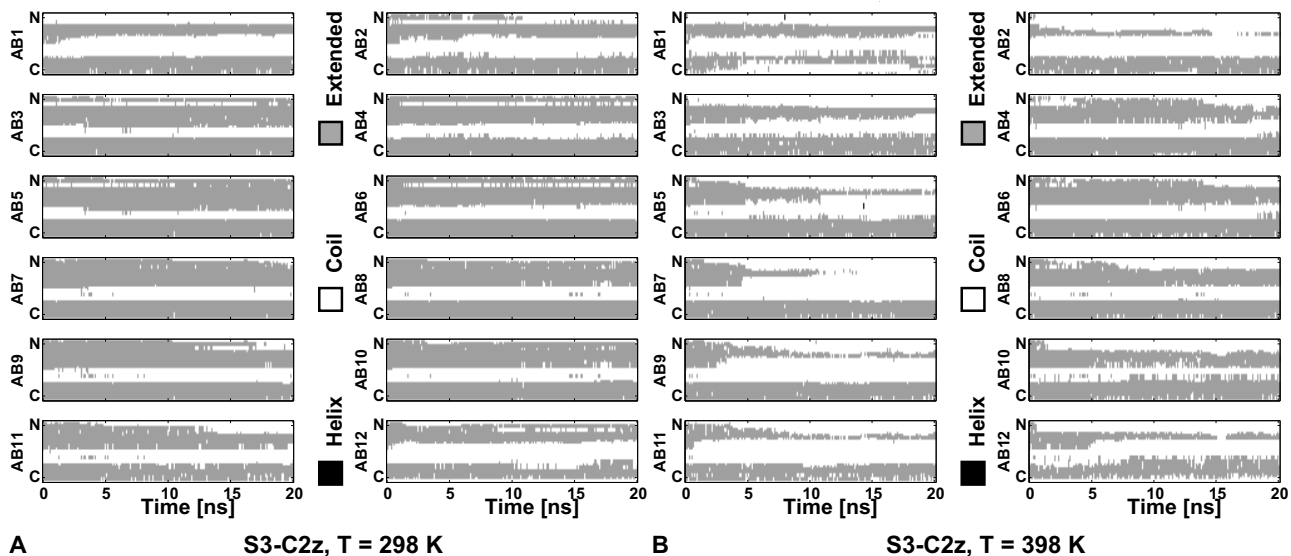 N AB1 C N AB2 C N AB1 C N AB2 C
Extended Extended
N AB3 C N AB4 C N AB3 C N AB4 C
N AB5 C N AB6 C N AB5 C N AB6 C
Coil Coil
N AB7 C N AB8 C N AB7 C N AB8 C
N AB9 C N AB10 C N AB9 C N AB10 C
Helix Helix
N AB11 C N AB12 C N AB11 C N AB12 C
0 5 10 15 20 0 5 10 15 20 0 5 10 15 20 0 5 10 15 20
Time [ns] Time [ns] Time [ns] Time [ns]
A S3-C2z, T = 298 K B S3-C2z, T = 398 K